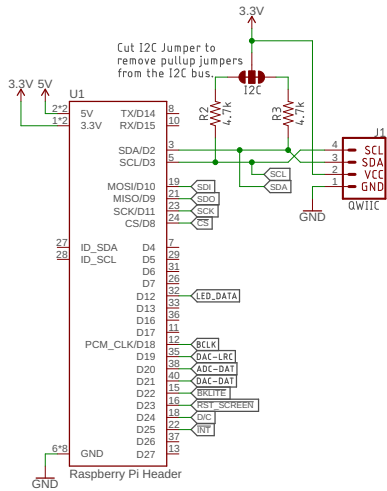 3.3V
Cut I2C Jumper to
remove pullup jumpers
from the I2C bus.
I2C
3.3V 5V
U1
R2
4.7k
R3
4.7k
J1
2*2 5V TX/D14 8
1*2 3.3V RX/D15 10
SDA/D2 3
SCL/D3 5
4 SCL
3 SDA
2 VCC
1 GND
QWIIC
GND
SCL
SDA
MOSI/D10 19 SDI
MISO/D9 21 SDO
SCK/D11 23 SCK
CS/D8 24 CS
27 ID_SDA D4 7
28 ID_SCL D5 29
D6 31
D7 26
D12 32 LED_DATA
D13 33
D16 36
D17 11
PCM_CLK/D18 12 BCLK
D19 35 DAC-LRC
D20 38 ADC-DAT
D21 40 DAC-DAT
D22 15 BKLITE
D23 16 RST_SCREEN
D24 18 D/C
D25 22 INT
D26 37
6*8 GND D27 13
GND
Raspberry Pi Header